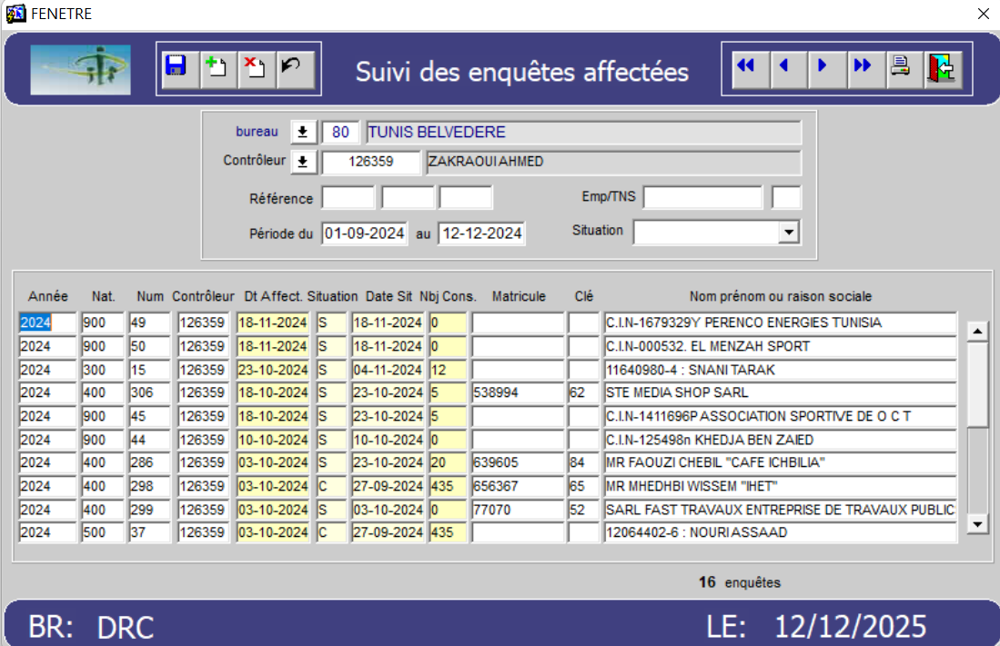 FENETRE
Suivi des enquêtes affectées
bureau 80 TUNIS BELVEDERE
Contrôleur 126359 ZAKRAOUI AHMED
Référence Emp/TNS
Période du 01-09-2024 au 12-12-2024 Situation
Année Nat. Num Contrôleur Dt Affect. Situation Date Sit Nbj Cons. Matricule Clé Nom prénom ou raison sociale
2024 900 49 126359 18-11-2024 S 18-11-2024 0 C.I.N-1679329Y PERENCO ENERGIES TUNISIA
2024 900 50 126359 18-11-2024 S 18-11-2024 0 C.I.N-000532. EL MENZAH SPORT
2024 300 15 126359 23-10-2024 S 04-11-2024 12 11640980-4 : SNANI TARAK
2024 400 306 126359 18-10-2024 S 23-10-2024 5 538994 62 STE MEDIA SHOP SARL
2024 900 45 126359 18-10-2024 S 23-10-2024 5 C.I.N-1411696P ASSOCIATION SPORTIVE DE O C T
2024 900 44 126359 10-10-2024 S 10-10-2024 0 C.I.N-125498n KHEDJA BEN ZAIED
2024 400 286 126359 03-10-2024 S 23-10-2024 20 639605 84 MR FAOUZI CHEBIL "CAFE ICHBILIA"
2024 400 298 126359 03-10-2024 C 27-09-2024 435 656367 65 MR MHEDHBI WISSEM "IHET"
2024 400 299 126359 03-10-2024 S 03-10-2024 0 77070 52 SARL FAST TRAVAUX ENTREPRISE DE TRAVAUX PUBLIC
2024 500 37 126359 03-10-2024 C 27-09-2024 435 12064402-6 : NOURI ASSAAD
16 enquêtes
BR: DRC LE: 12/12/2025